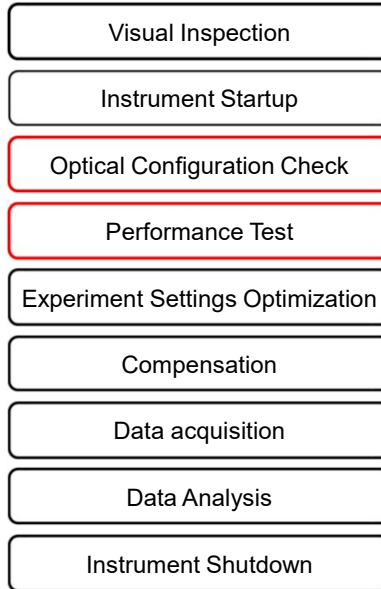 Visual Inspection
Instrument Startup
Optical Configuration Check
Performance Test
Experiment Settings Optimization
Compensation
Data acquisition
Data Analysis
Instrument Shutdown